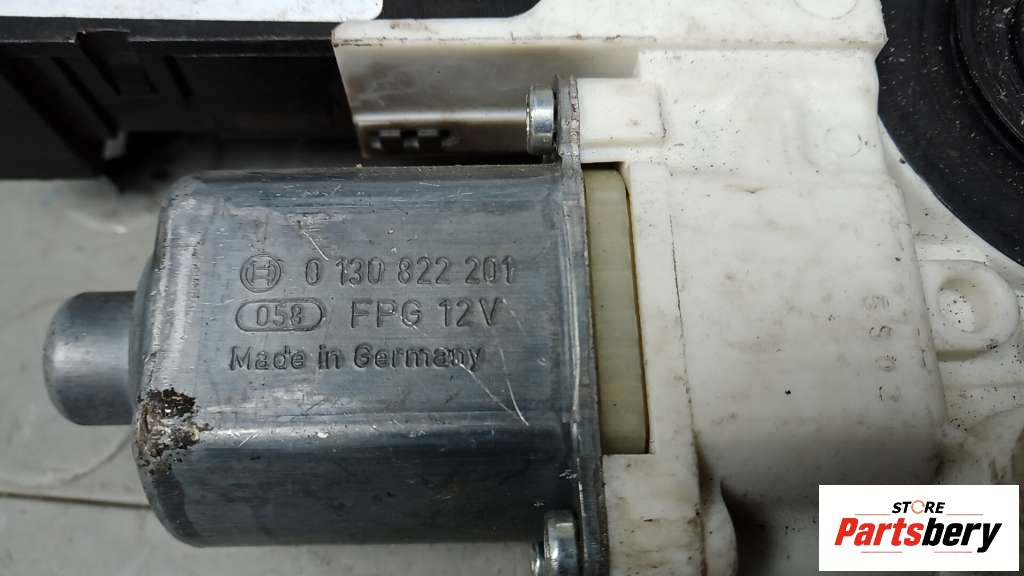 0 130 822 201
058 FPG 12V
Made in Germany
STORE
Partsbery